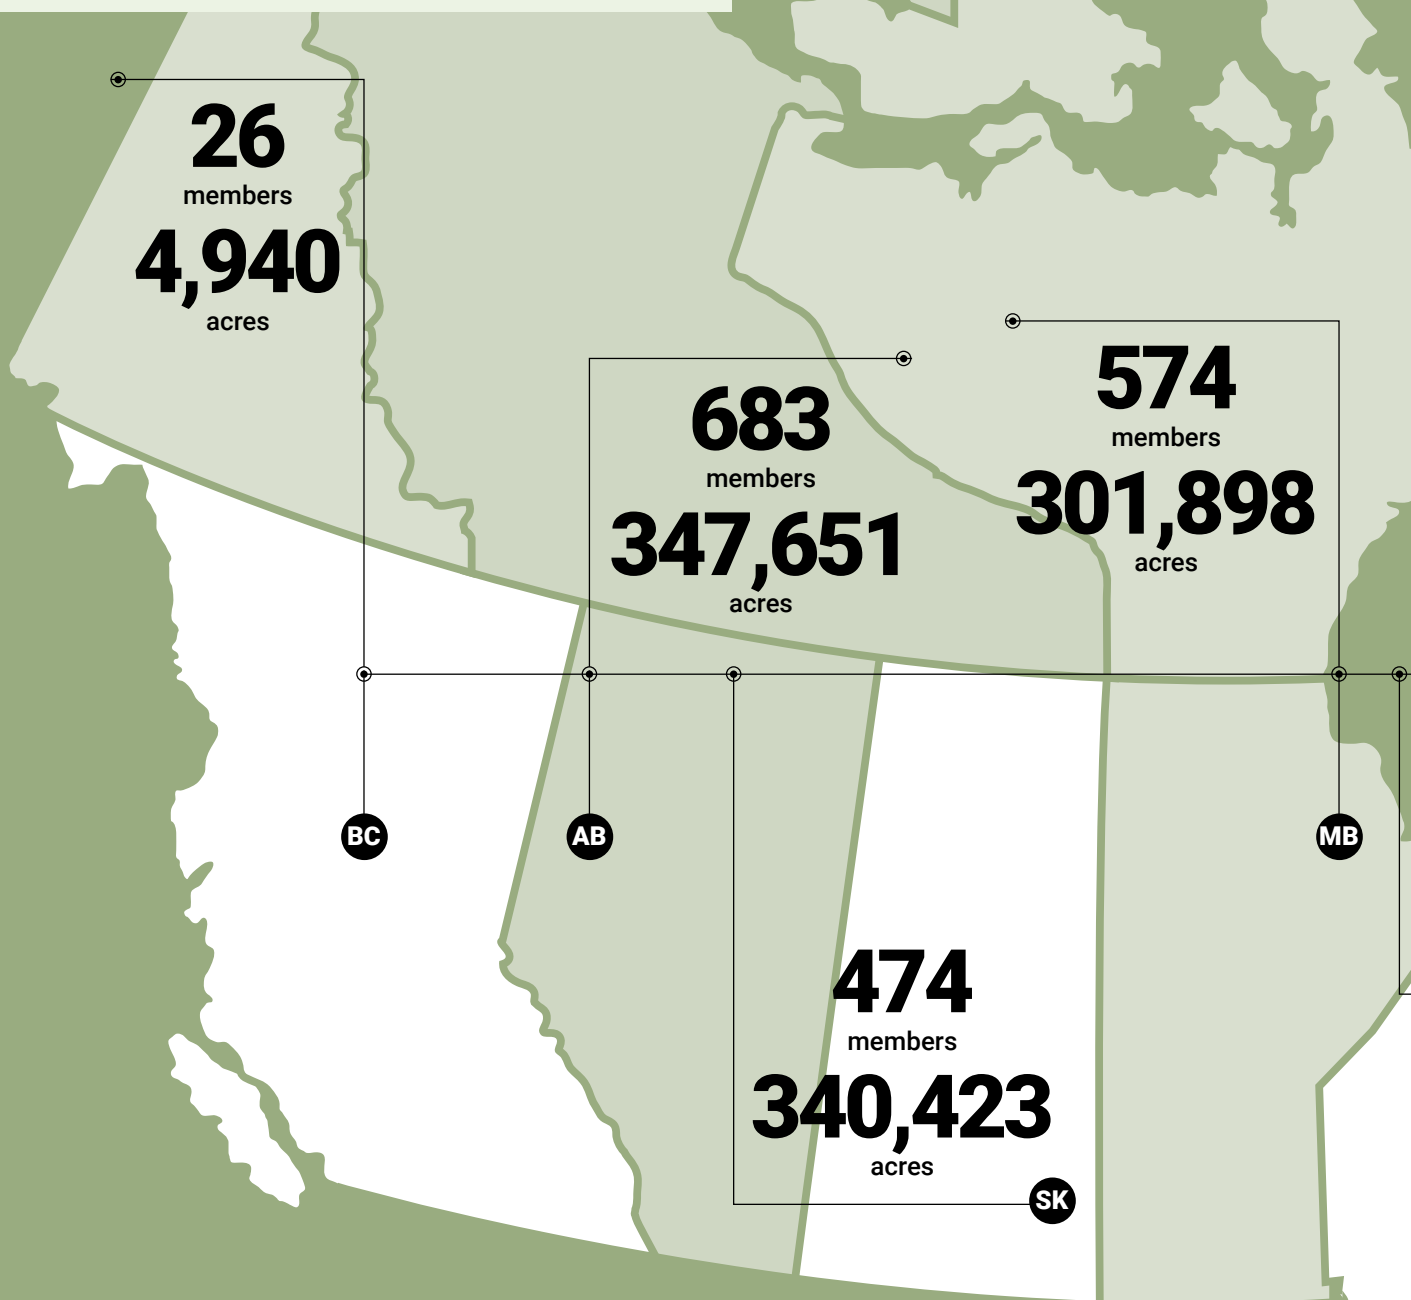 26
members
4,940
acres
683
members
347,651
acres
574
members
301,898
acres
BC
AB
MB
474
members
340,423
acres
SK